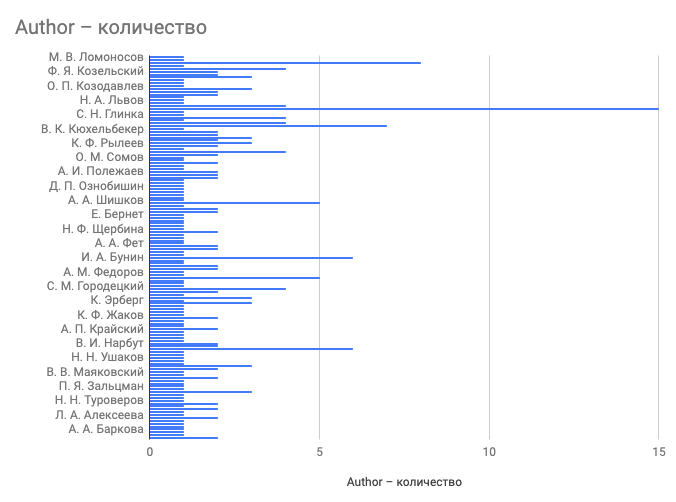 Author – количество
М. В. Ломоносов
Ф. Я. Козельский
О. П. Козодавлев
Н. А. Львов
С. Н. Глинка
В. К. Кюхельбекер
К. Ф. Рылеев
О. М. Сомов
А. И. Полежаев
Д. П. Ознобишин
А. А. Шишков
Е. Бернет
Н. Ф. Щербина
А. А. Фет
И. А. Бунин
А. М. Федоров
С. М. Городецкий
К. Эрберг
К. Ф. Жаков
А. П. Крайский
В. И. Нарбут
Н. Н. Ушаков
В. В. Маяковский
П. Я. Зальцман
Н. Н. Туроверов
Л. А. Алексеева
А. А. Баркова
0 5 10 15
Author – количество